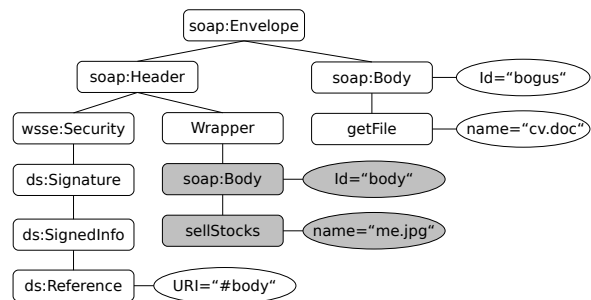 soap:Envelope
soap:Header
soap:Body
Id=“bogus“
wsse:Security
Wrapper
getFile
name=“cv.doc“
ds:Signature
soap:Body
Id=“body“
ds:SignedInfo
sellStocks
name=“me.jpg“
ds:Reference
URI=“#body“